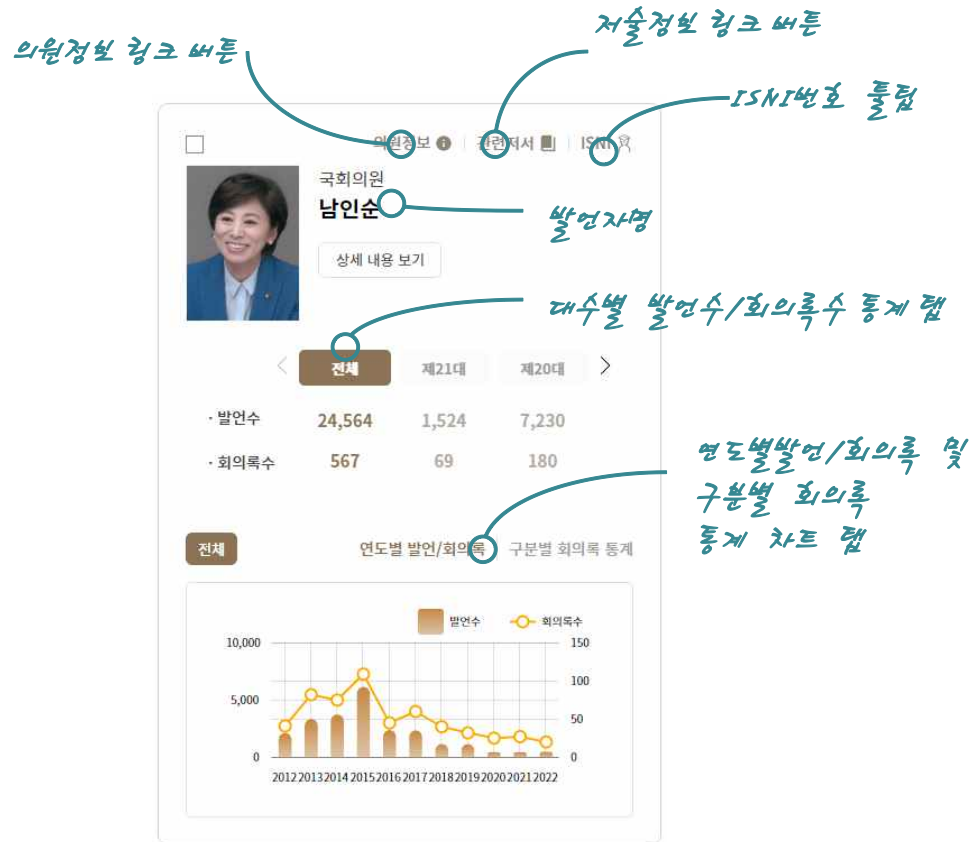 저술정보 링크 버튼
의원정보 링크 버튼
ISNI번호 툴팁
의원정보 관련저서 ISNI
국회의원
남인순
발언자명
상세 내용 보기
대수별 발언수/회의록수 통계 탭
전체 제21대 제20대
· 발언수 24,564 1,524 7,230
· 회의록수 567 69 180
연도별발언/회의록 및
구분별 회의록
통계 차트 탭
전체 연도별 발언/회의록 구분별 회의록 통계
발언수 회의록수
10,000 150
100
5,000
50
0 0
2012 2013 2014 2015 2016 2017 2018 2019 2020 2021 2022